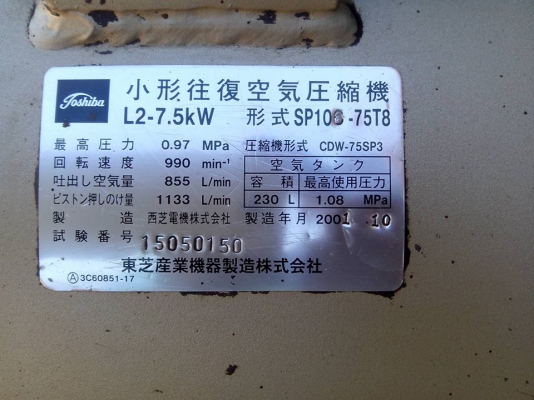 Toshiba
小形往復空気圧縮機
L2-7.5kW 形式 SP106-75T8
最高圧力 0.97 MPa 圧縮機形式 CDW-75SP3
回転速度 990 min⁻¹ 空気タンク
吐出し空気量 855 L/min 容積 最高使用圧力
ピストン押しのけ量 1133 L/min 230 L 1.08 MPa
製造 西芝電機株式会社 製造年月 2001.10
試験番号 15050150
東芝産業機器製造株式会社
Ⓐ3C60851-17